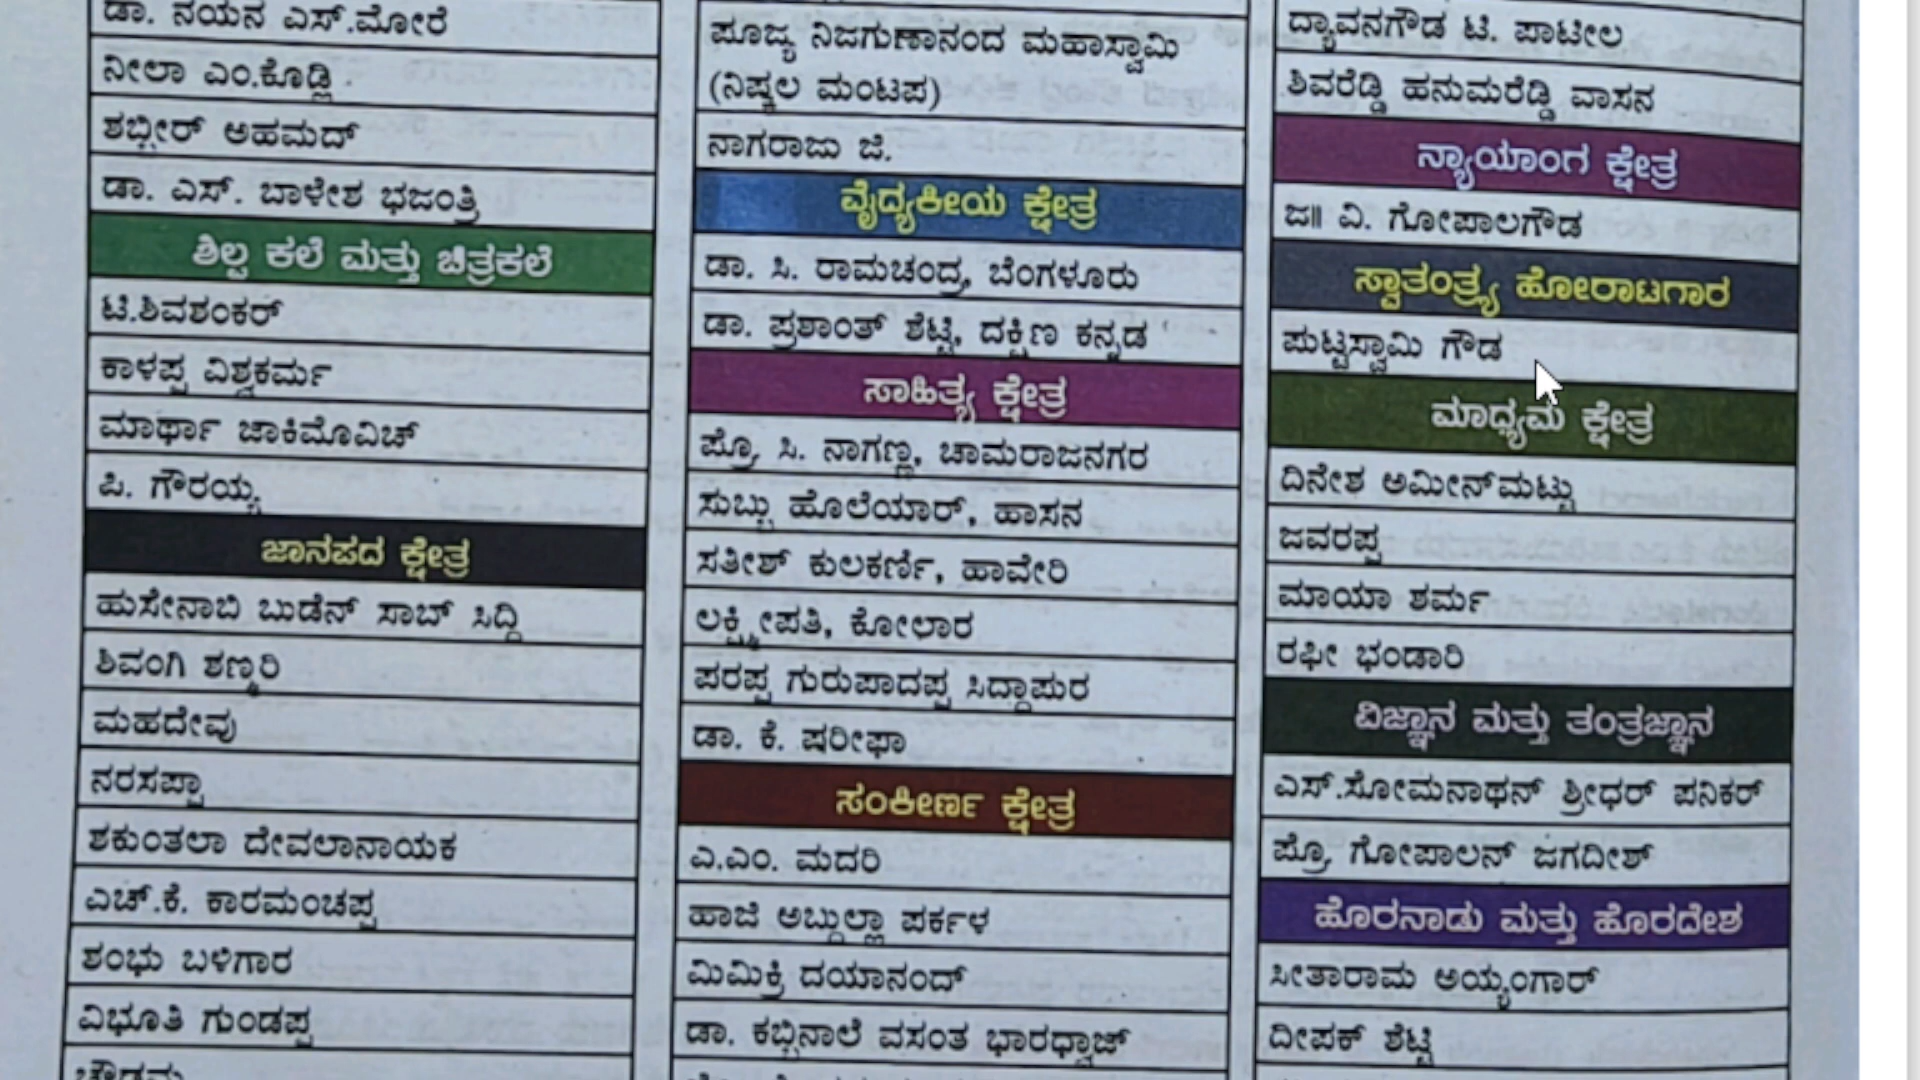 ಡಾ. ನಯನ ಎಸ್.ಮೋರೆ
ನೀಲಾ ಎಂ.ಕೊಡ್ಲಿ
ಶಬ್ಬೀರ್ ಅಹಮದ್
ಡಾ. ಎಸ್. ಬಾಳೇಶ ಭಜಂತ್ರಿ
ಶಿಲ್ಪ ಕಲೆ ಮತ್ತು ಚಿತ್ರಕಲೆ
ಟಿ.ಶಿವಶಂಕರ್
ಕಾಳಪ್ಪ ವಿಶ್ವಕರ್ಮ
ಮಾರ್ಥಾ ಜಾಕಿಮೊವಿಚ್
ಪಿ. ಗೌರಯ್ಯ
ಜಾನಪದ ಕ್ಷೇತ್ರ
ಹುಸೇನಾಬಿ ಬುಡೆನ್ ಸಾಬ್ ಸಿದ್ದಿ
ಶಿವಂಗಿ ಶಣ್ಮರಿ
ಮಹದೇವು
ನರಸಪ್ಪಾ
ಶಕುಂತಲಾ ದೇವಲಾನಾಯಕ
ಎಚ್.ಕೆ. ಕಾರಮಂಚಪ್ಪ
ಶಂಭು ಬಳಿಗಾರ
ವಿಭೂತಿ ಗುಂಡಪ್ಪ
ಚೌಡಮ್ಮ
ಪೂಜ್ಯ ನಿಜಗುಣಾನಂದ ಮಹಾಸ್ವಾಮಿ
(ನಿಷ್ಕಲ ಮಂಟಪ)
ನಾಗರಾಜು ಜಿ.
ವೈದ್ಯಕೀಯ ಕ್ಷೇತ್ರ
ಡಾ. ಸಿ. ರಾಮಚಂದ್ರ, ಬೆಂಗಳೂರು
ಡಾ. ಪ್ರಶಾಂತ್ ಶೆಟ್ಟಿ, ದಕ್ಷಿಣ ಕನ್ನಡ
ಸಾಹಿತ್ಯ ಕ್ಷೇತ್ರ
ಪ್ರೊ. ಸಿ. ನಾಗಣ್ಣ, ಚಾಮರಾಜನಗರ
ಸುಬ್ಬು ಹೊಲೆಯಾರ್, ಹಾಸನ
ಸತೀಶ್ ಕುಲಕರ್ಣಿ, ಹಾವೇರಿ
ಲಕ್ಷ್ಮೀಪತಿ, ಕೋಲಾರ
ಪರಪ್ಪ ಗುರುಪಾದಪ್ಪ ಸಿದ್ದಾಪುರ
ಡಾ. ಕೆ. ಷರೀಫಾ
ಸಂಕೀರ್ಣ ಕ್ಷೇತ್ರ
ಎ.ಎಂ. ಮದರಿ
ಹಾಜಿ ಅಬ್ದುಲ್ಲಾ ಪರ್ಕಳ
ಮಿಮಿಕ್ರಿ ದಯಾನಂದ್
ಡಾ. ಕಬ್ಬಿನಾಲೆ ವಸಂತ ಭಾರಧ್ವಾಜ್
ದ್ಯಾವನಗೌಡ ಟಿ. ಪಾಟೀಲ
ಶಿವರೆಡ್ಡಿ ಹನುಮರೆಡ್ಡಿ ವಾಸನ
ನ್ಯಾಯಾಂಗ ಕ್ಷೇತ್ರ
ಜ॥ ವಿ. ಗೋಪಾಲಗೌಡ
ಸ್ವಾತಂತ್ರ್ಯ ಹೋರಾಟಗಾರ
ಪುಟ್ಟಸ್ವಾಮಿ ಗೌಡ
ಮಾಧ್ಯಮ ಕ್ಷೇತ್ರ
ದಿನೇಶ ಅಮೀನ್‌ಮಟ್ಟು
ಜವರಪ್ಪ
ಮಾಯಾ ಶರ್ಮ
ರಫೀ ಭಂಡಾರಿ
ವಿಜ್ಞಾನ ಮತ್ತು ತಂತ್ರಜ್ಞಾನ
ಎಸ್.ಸೋಮನಾಥನ್ ಶ್ರೀಧರ್ ಪನಿಕರ್
ಪ್ರೊ. ಗೋಪಾಲನ್ ಜಗದೀಶ್
ಹೊರನಾಡು ಮತ್ತು ಹೊರದೇಶ
ಸೀತಾರಾಮ ಅಯ್ಯಂಗಾರ್
ದೀಪಕ್ ಶೆಟ್ಟಿ